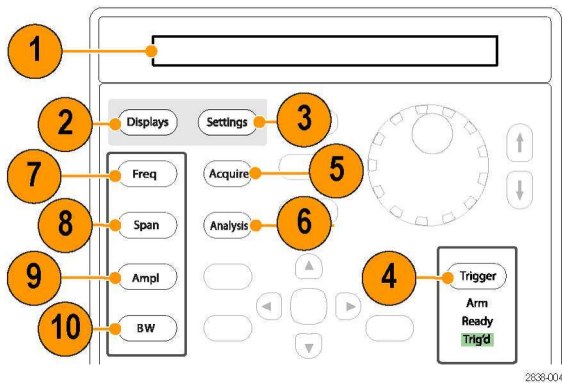 1
2 Displays Settings 3
7 Freq Acquire 5
8 Span Analysis 6
9 Ampl 4 Trigger
Arm
10 BW Ready
Trig'd
2838-004